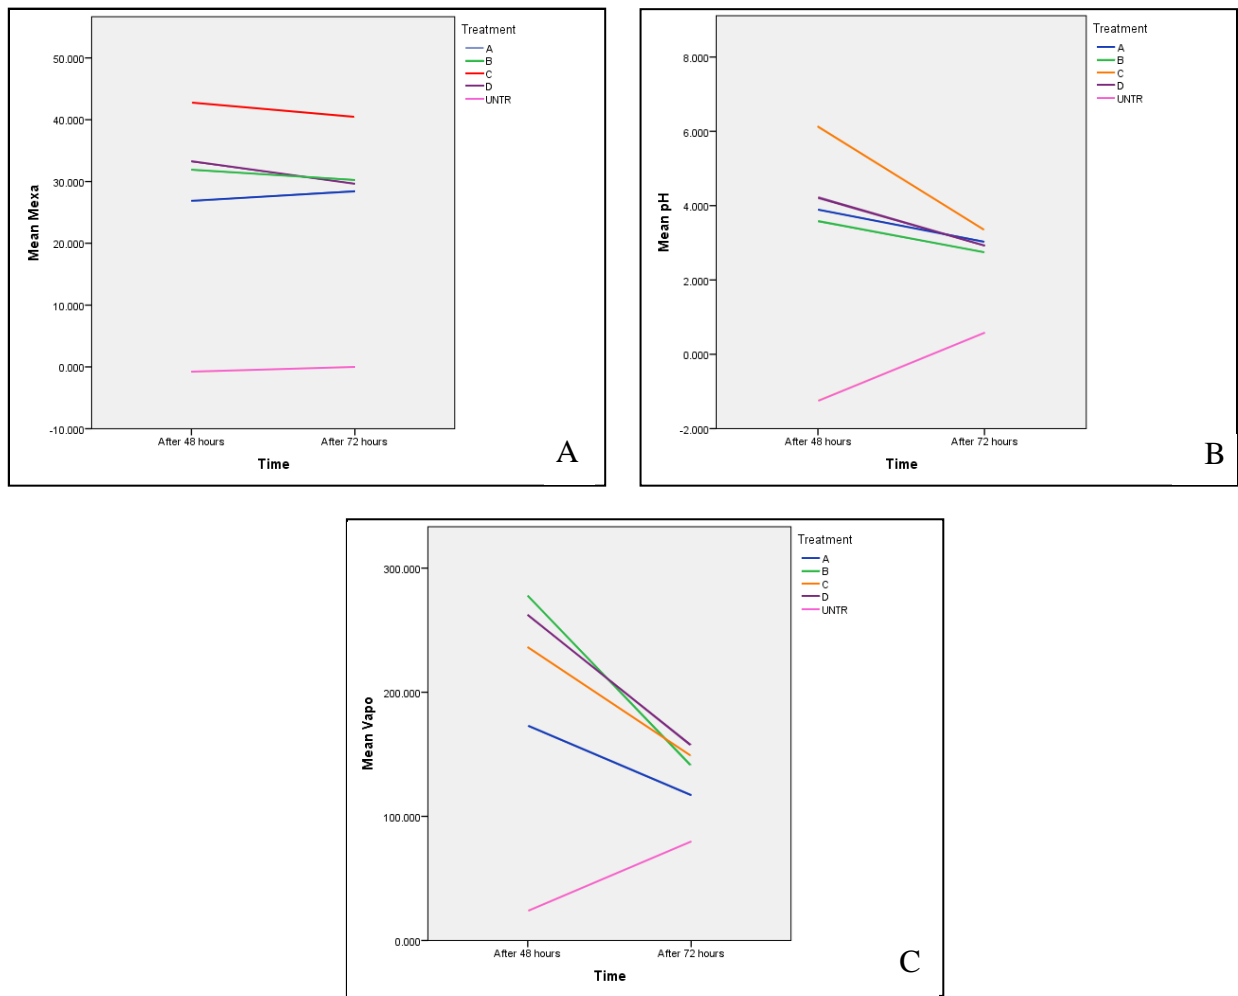 Treatment
A
B
C
D
UNTR
50.000
40.000
30.000
20.000
10.000
0.000
-10.000
Mean Mexa
After 48 hours
After 72 hours
Time
A
Treatment
A
B
C
D
UNTR
8.000
6.000
4.000
2.000
0.000
-2.000
Mean pH
After 48 hours
After 72 hours
Time
B
Treatment
A
B
C
D
UNTR
300.000
200.000
100.000
0.000
Mean Vapo
After 48 hours
After 72 hours
Time
C